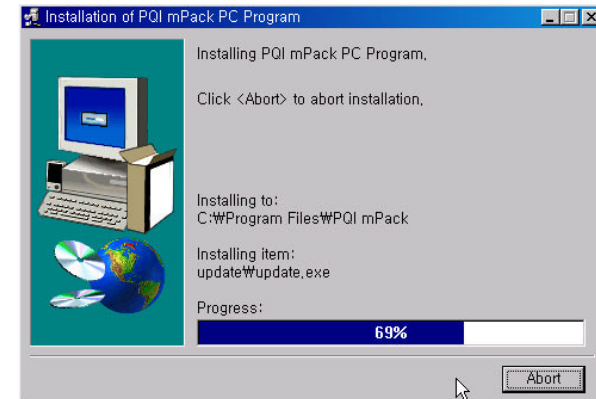 Installation of PQI mPack PC Program
Installing PQI mPack PC Program,
Click <Abort> to abort installation,
Installing to:
C:₩Program Files₩PQI mPack
Installing item:
update₩update,exe
Progress:
69%
Abort